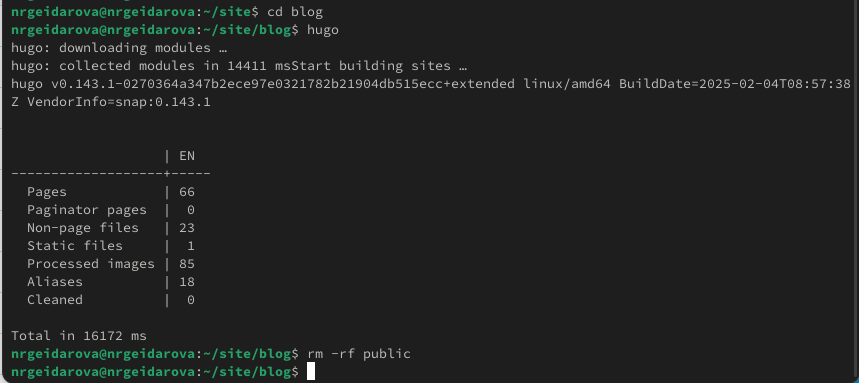 nrgeidarova@nrgeidarova:~/site$ cd blog
nrgeidarova@nrgeidarova:~/site/blog$ hugo
hugo: downloading modules …
hugo: collected modules in 14411 msStart building sites …
hugo v0.143.1-0270364a347b2ece97e0321782b21904db515ecc+extended linux/amd64 BuildDate=2025-02-04T08:57:38
Z VendorInfo=snap:0.143.1
                   | EN
-------------------+-----
  Pages            | 66
  Paginator pages  |  0
  Non-page files   | 23
  Static files     |  1
  Processed images | 85
  Aliases          | 18
  Cleaned          |  0
Total in 16172 ms
nrgeidarova@nrgeidarova:~/site/blog$ rm -rf public
nrgeidarova@nrgeidarova:~/site/blog$